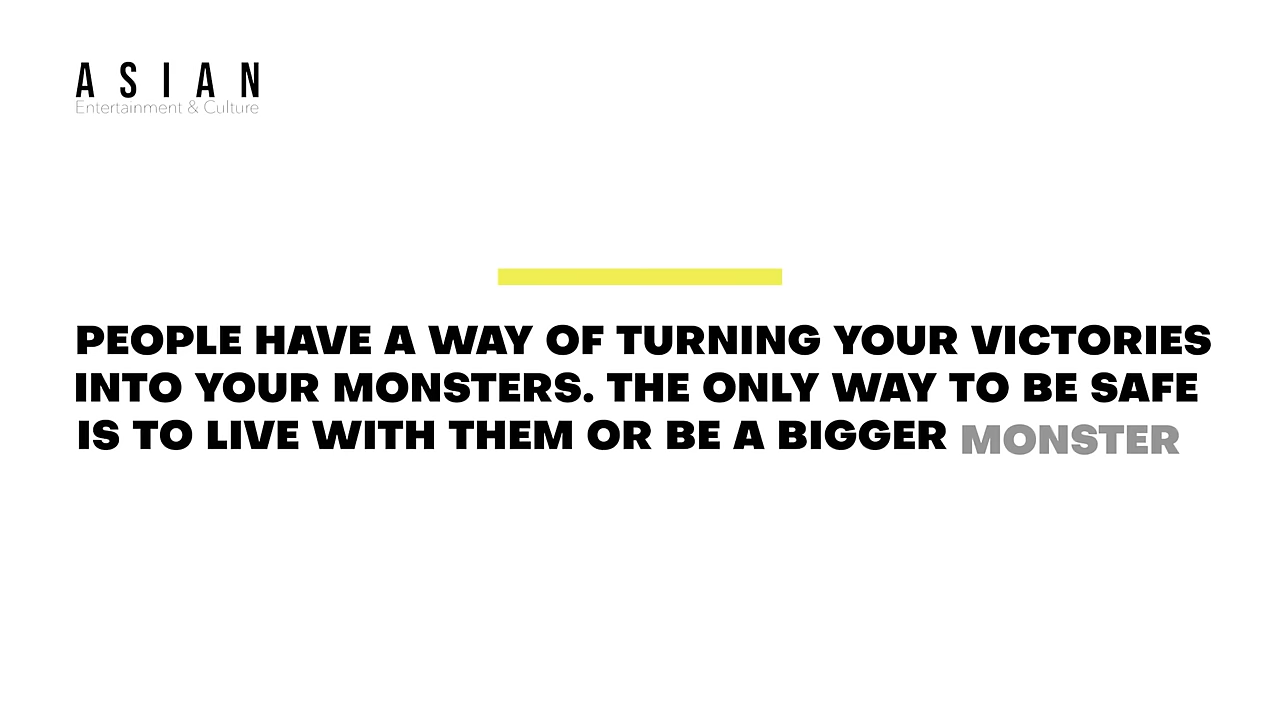 ASIAN
Entertainment & Culture
PEOPLE HAVE A WAY OF TURNING YOUR VICTORIES
INTO YOUR MONSTERS. THE ONLY WAY TO BE SAFE
IS TO LIVE WITH THEM OR BE A BIGGER MONSTER